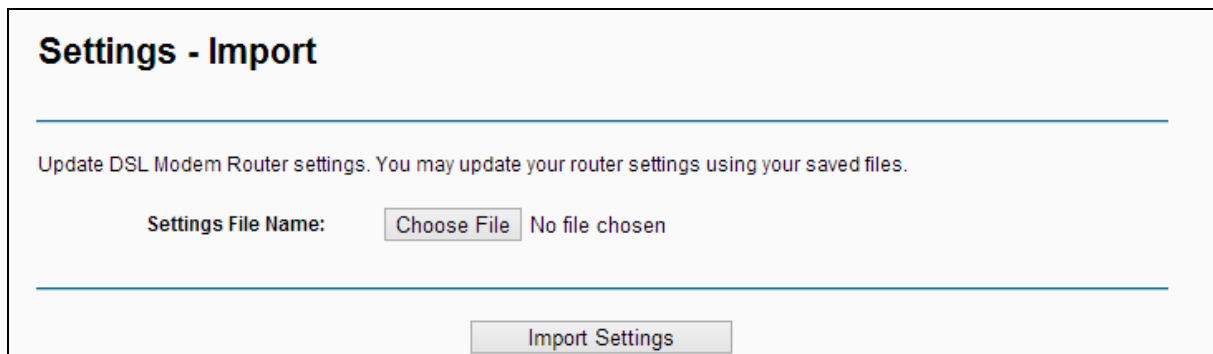 Settings - Import
Update DSL Modem Router settings. You may update your router settings using your saved files.
Settings File Name: Choose File No file chosen
Import Settings